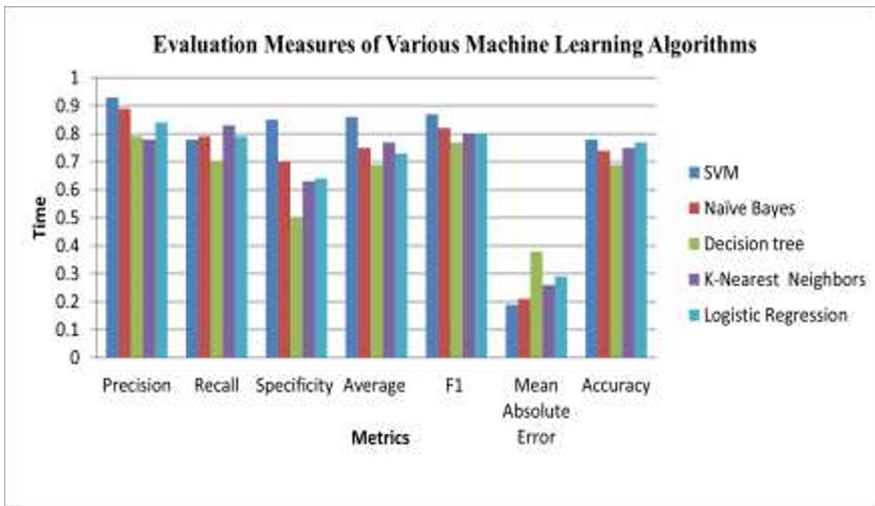 Evaluation Measures of Various Machine Learning Algorithms
1
0.9
0.8
0.7
0.6
0.5
0.4
0.3
0.2
0.1
0
Time
Precision Recall Specificity Average F1 Mean Absolute Error Accuracy
Metrics
SVM
Naïve Bayes
Decision tree
K-Nearest Neighbors
Logistic Regression